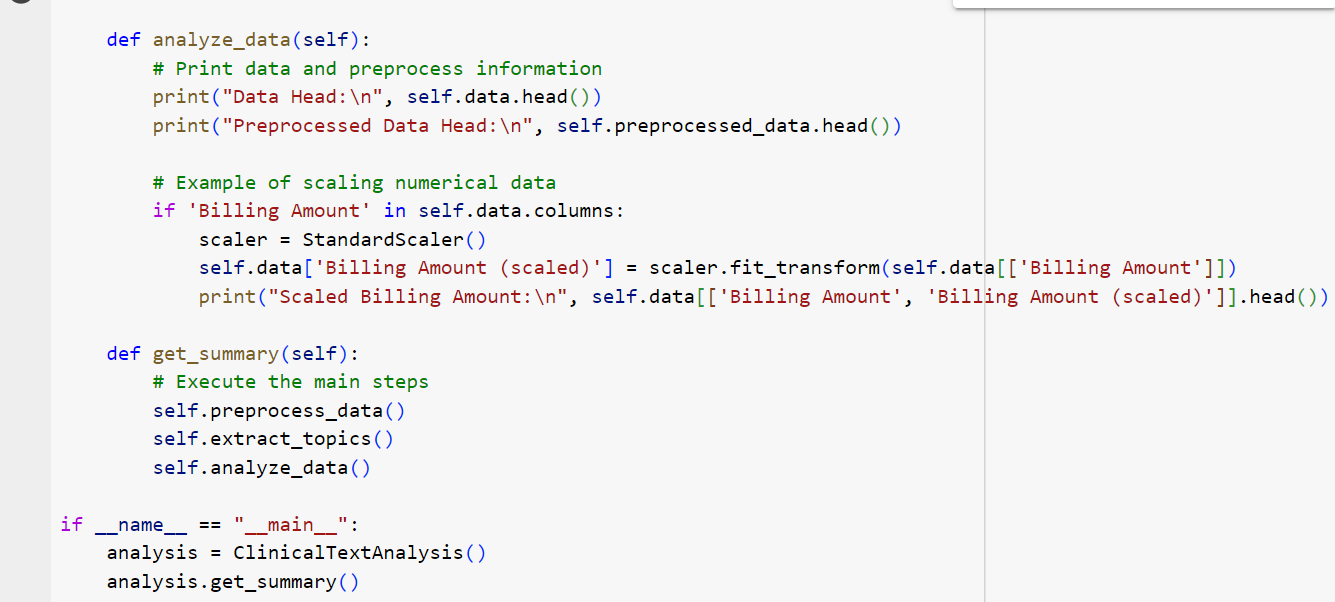 def analyze_data(self):
# Print data and preprocess information
print("Data Head:\n", self.data.head())
print("Preprocessed Data Head:\n", self.preprocessed_data.head())
# Example of scaling numerical data
if 'Billing Amount' in self.data.columns:
scaler = StandardScaler()
self.data['Billing Amount (scaled)'] = scaler.fit_transform(self.data[['Billing Amount']])
print("Scaled Billing Amount:\n", self.data[['Billing Amount', 'Billing Amount (scaled)']].head())
def get_summary(self):
# Execute the main steps
self.preprocess_data()
self.extract_topics()
self.analyze_data()
if __name__ == "__main__":
analysis = ClinicalTextAnalysis()
analysis.get_summary()